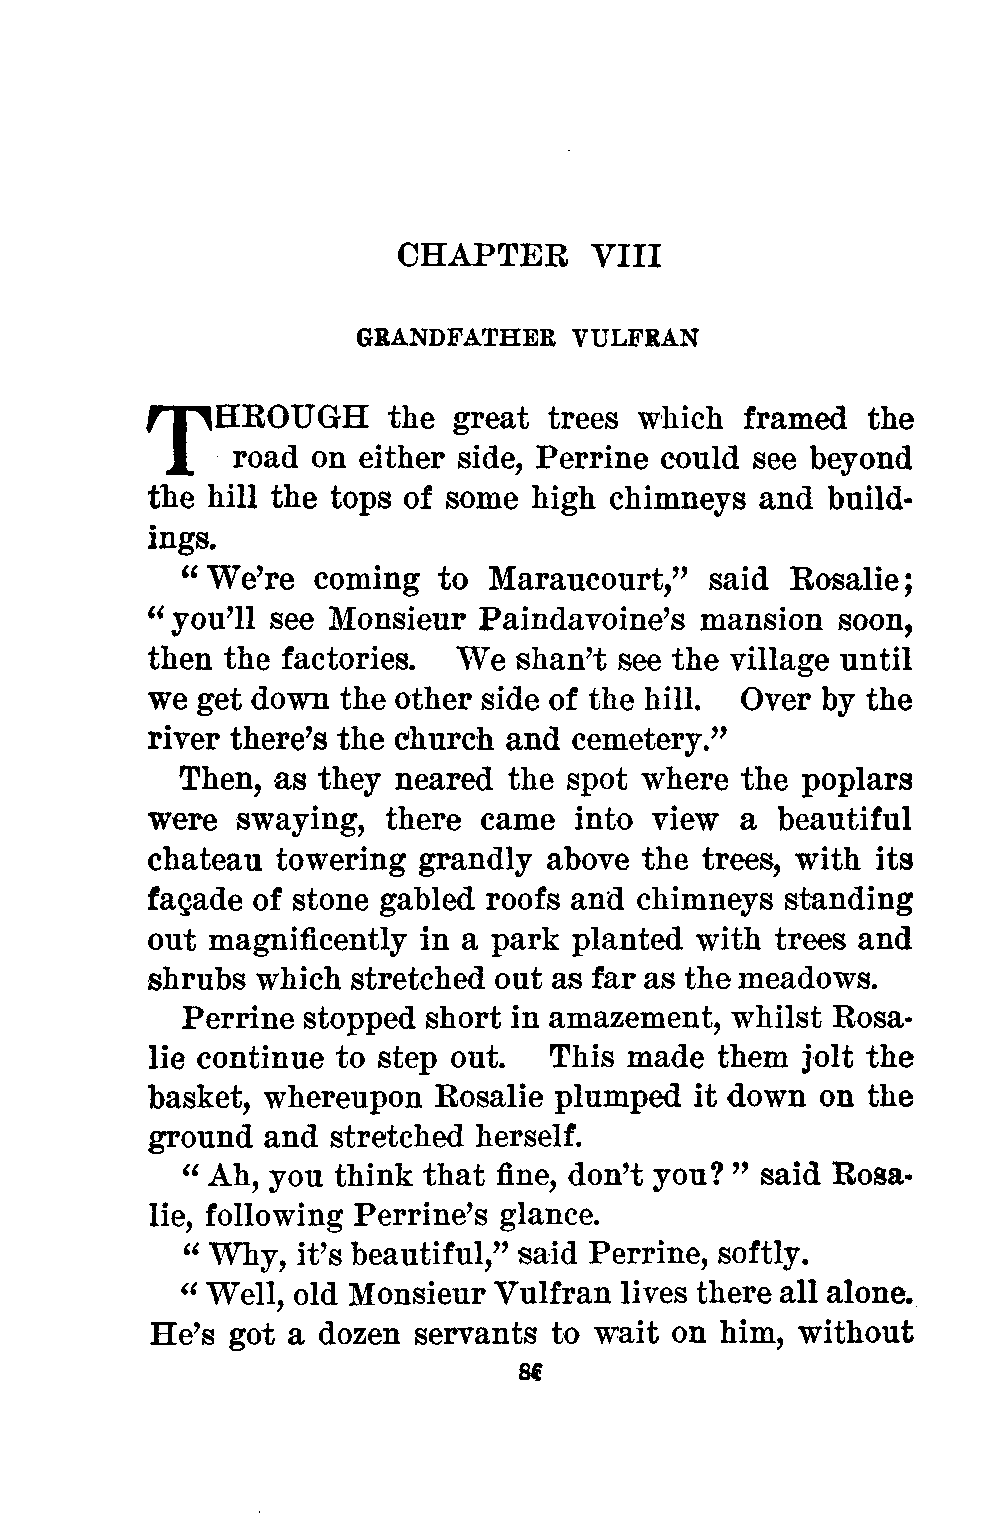 CHAPTER VIII
GRANDFATHER VULFRAN
THROUGH the great trees which framed the
road on either side, Perrine could see beyond
the hill the tops of some high chimneys and build-
ings.
“We’re coming to Maraucourt,” said Rosalie;
“you’ll see Monsieur Paindavoine’s mansion soon,
then the factories. We shan’t see the village until
we get down the other side of the hill. Over by the
river there’s the church and cemetery.”
Then, as they neared the spot where the poplars
were swaying, there came into view a beautiful
chateau towering grandly above the trees, with its
façade of stone gabled roofs and chimneys standing
out magnificently in a park planted with trees and
shrubs which stretched out as far as the meadows.
Perrine stopped short in amazement, whilst Rosa-
lie continue to step out. This made them jolt the
basket, whereupon Rosalie plumped it down on the
ground and stretched herself.
“Ah, you think that fine, don’t you?” said Rosa-
lie, following Perrine’s glance.
“Why, it’s beautiful,” said Perrine, softly.
“Well, old Monsieur Vulfran lives there all alone.
He’s got a dozen servants to wait on him, without